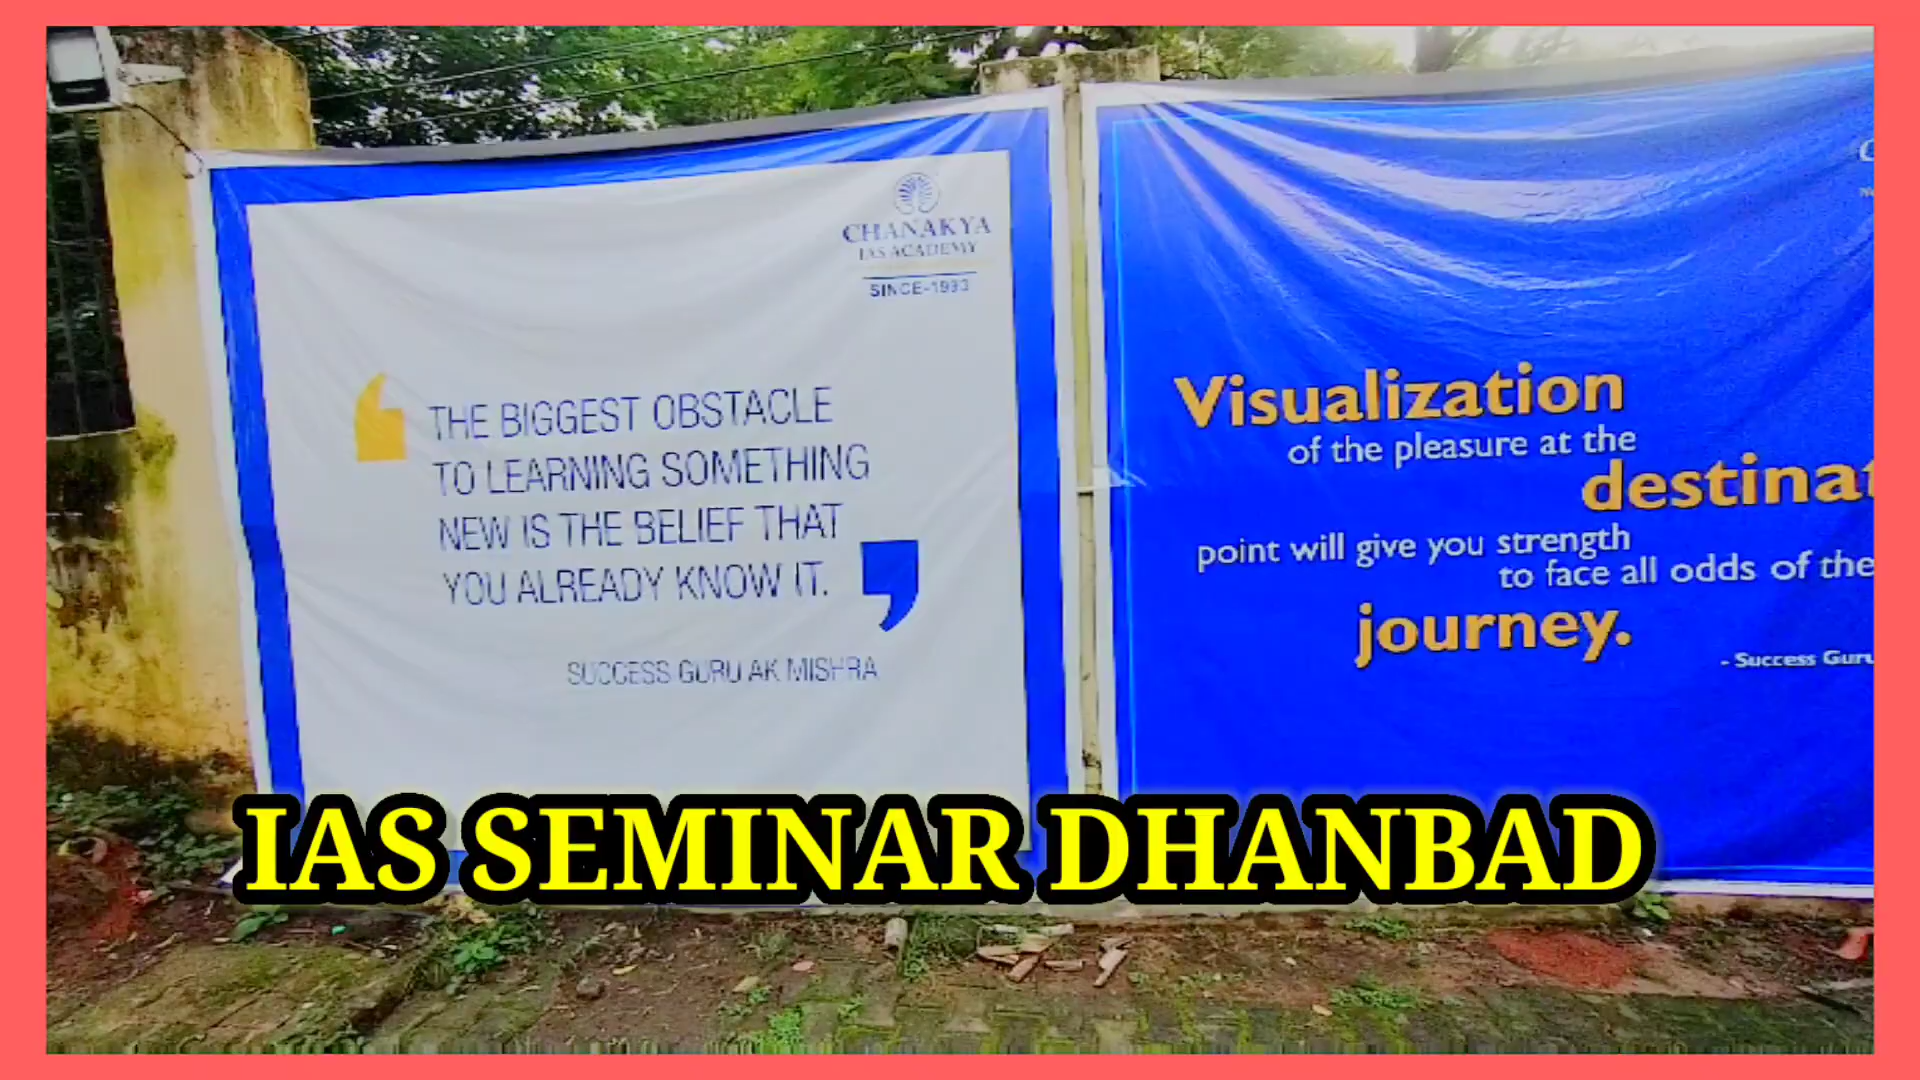 CHANAKYA
IAS ACADEMY
SINCE-1993
THE BIGGEST OBSTACLE
TO LEARNING SOMETHING
NEW IS THE BELIEF THAT
YOU ALREADY KNOW IT.
SUCCESS GURU AK MISHRA
Visualization
of the pleasure at the
destinat
point will give you strength
to face all odds of the
journey.
- Success Guru
IAS SEMINAR DHANBAD